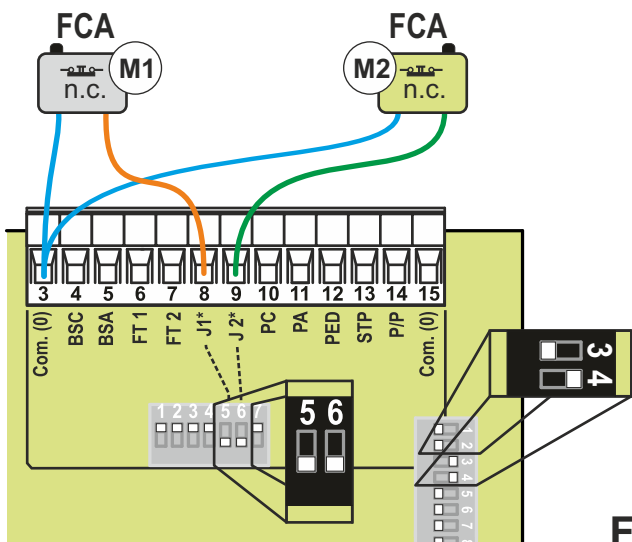 FCA
FCA
M1
M2
n.c.
n.c.
3 4 5 6 7 8 9 10 11 12 13 14 15
Com. (0) BSC BSA FT 1 FT 2 J1* J 2* PC PA PED STP P/P Com. (0)
3
4
1 2 3 4 5 6 7
5 6
1
2
3
4
5
6
7